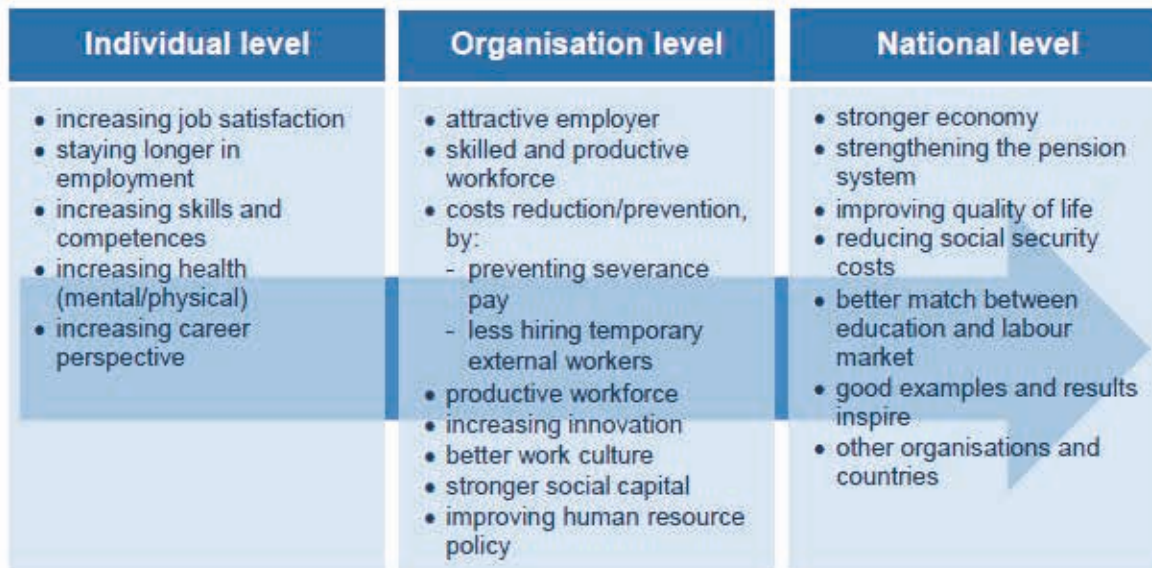 Individual level
• increasing job satisfaction
• staying longer in
employment
• increasing skills and
competences
• increasing health
(mental/physical)
• increasing career
perspective
Organisation level
• attractive employer
• skilled and productive
workforce
• costs reduction/prevention,
by:
- preventing severance
pay
- less hiring temporary
external workers
• productive workforce
• increasing innovation
• better work culture
• stronger social capital
• improving human resource
policy
National level
• stronger economy
• strengthening the pension
system
• improving quality of life
• reducing social security
costs
• better match between
education and labour
market
• good examples and results
inspire
• other organisations and
countries